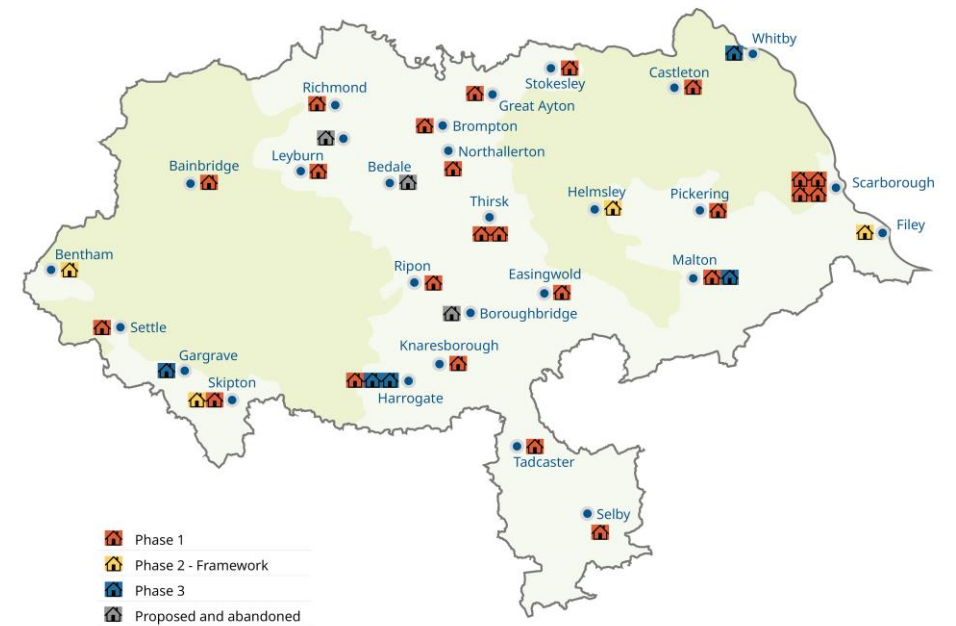 Whitby
Castleton
Stokesley
Richmond
Great Ayton
Brompton
Northallerton
Leyburn
Bainbridge
Bedale
Scarborough
Helmsley
Pickering
Thirsk
Filey
Bentham
Malton
Ripon
Easingwold
Boroughbridge
Settle
Knaresborough
Gargrave
Skipton
Harrogate
Tadcaster
Selby
Phase 1
Phase 2 - Framework
Phase 3
Proposed and abandoned